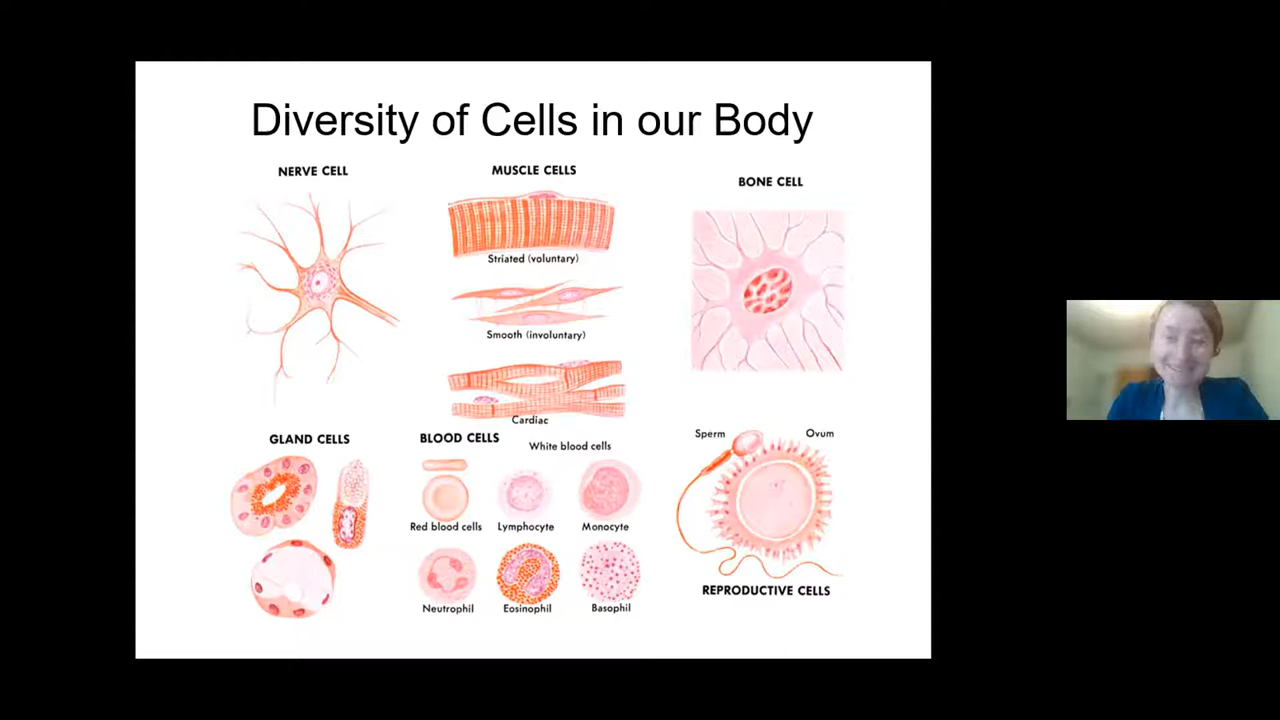 Diversity of Cells in our Body
NERVE CELL
MUSCLE CELLS
BONE CELL
Striated (voluntary)
Smooth (involuntary)
Cardiac
GLAND CELLS
BLOOD CELLS
White blood cells
Red blood cells
Lymphocyte
Monocyte
Neutrophil
Eosinophil
Basophil
Sperm
Ovum
REPRODUCTIVE CELLS